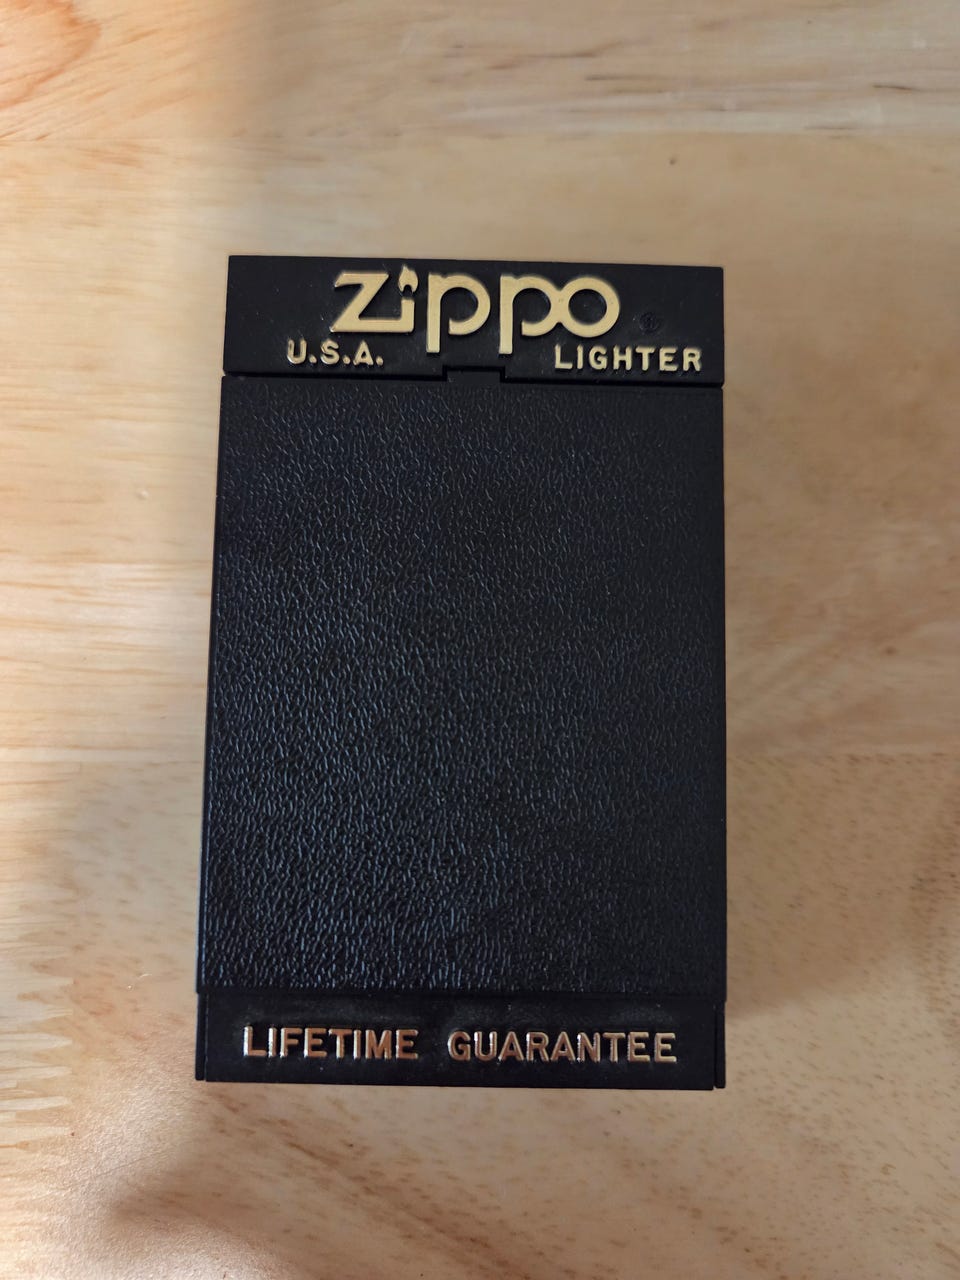 Zippo ®
U.S.A. LIGHTER
LIFETIME GUARANTEE